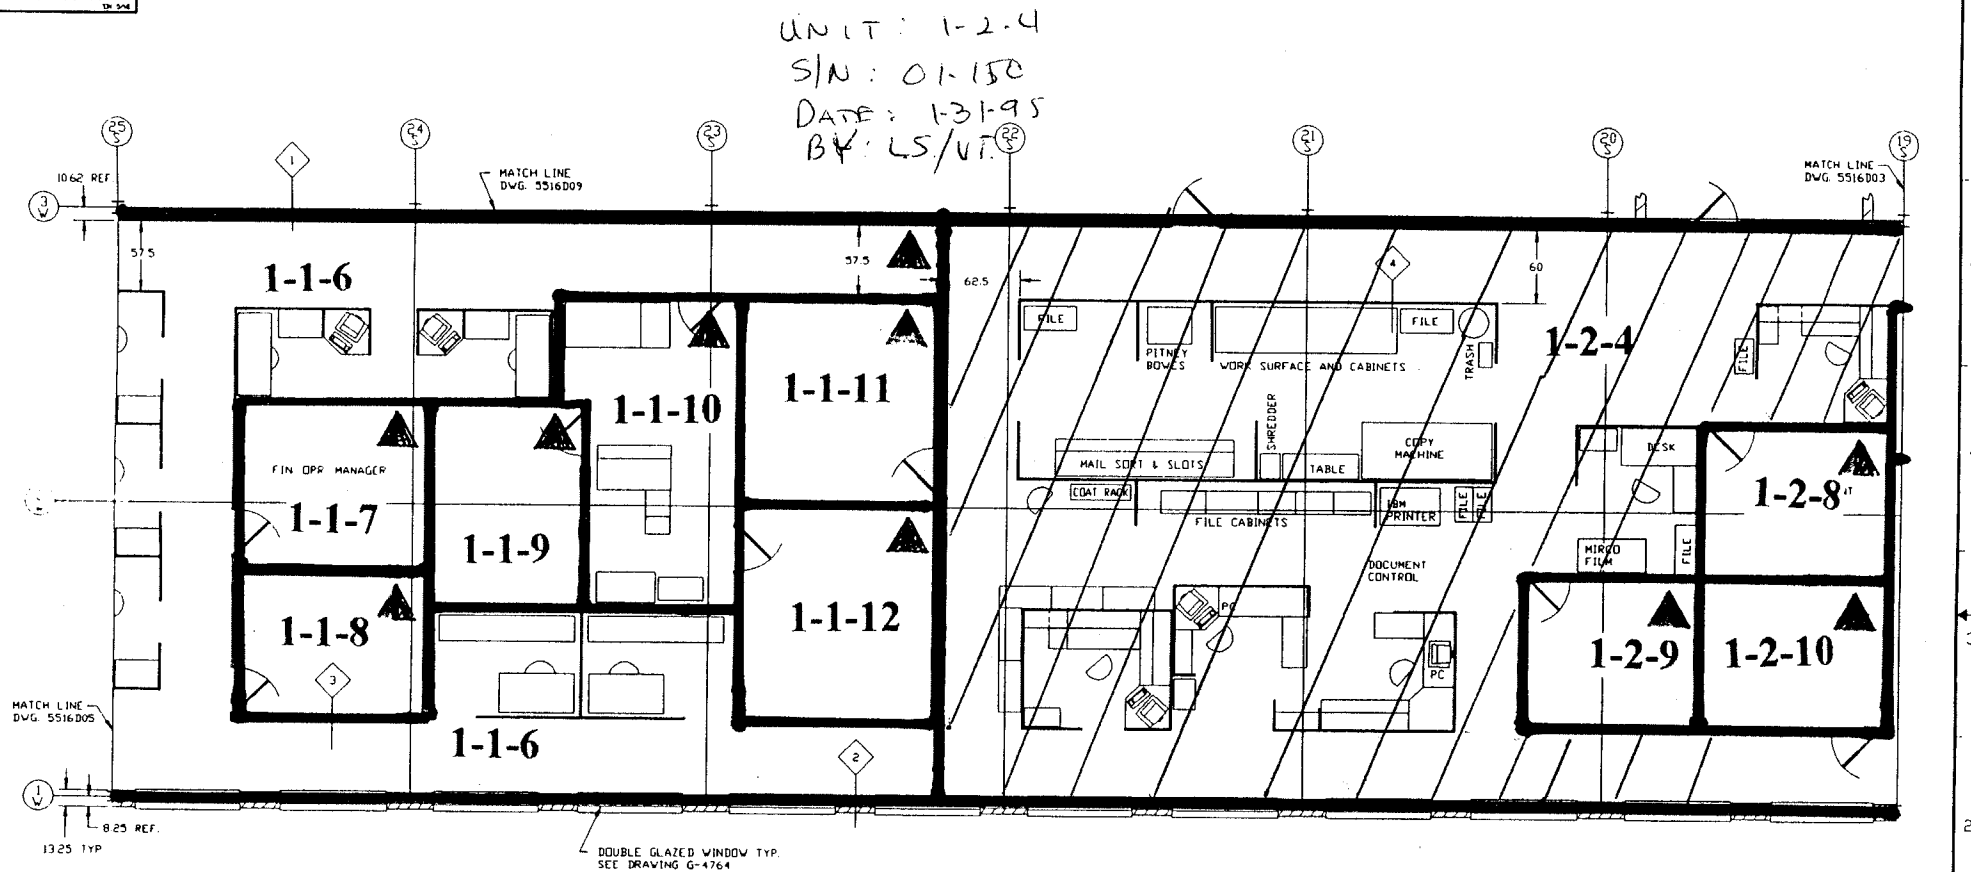 UNIT: 1-2-4
S/N: 01-150
DATE: 1-31-95
BY: LS/VT
25
S
24
S
23
S
22
S
21
S
20
S
19
S
1
MATCH LINE
DWG. 5516D09
MATCH LINE
DWG. 5516D03
10.62 REF.
3
W
57.5
1-1-6
57.5
62.5
4
60
FILE
PITNEY
BOWES
WORK SURFACE AND CABINETS
FILE
TRASH
1-2-4
FILE
1-1-10
1-1-11
SHREDDER
COPY
MACHINE
MAIL SORT & SLOTS
TABLE
DESK
FIN OPR MANAGER
1-1-7
1-1-9
COAT RACK
FILE CABINETS
IBM
PRINTER
FILE
FILE
1-2-8
MIRCO
FILM
FILE
DOCUMENT
CONTROL
1-1-8
1-1-12
PC
PC
1-2-9
1-2-10
3
MATCH LINE
DWG. 5516D05
1-1-6
2
1
W
8.25 REF.
13.25 TYP
DOUBLE GLAZED WINDOW TYP.
SEE DRAWING G-4764